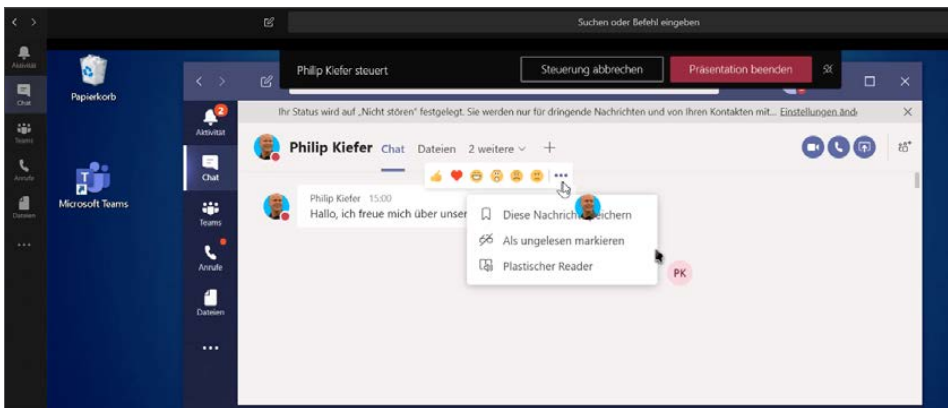 Suchen oder Befehl eingeben
Aktivität
Chat
Teams
Anrufe
Dateien
Papierkorb
Microsoft Teams
Philip Kiefer steuert
Steuerung abbrechen
Präsentation beenden
Ihr Status wird auf „Nicht stören" festgelegt. Sie werden nur für dringende Nachrichten und von Ihren Kontakten mit... Einstellungen änd
2
Aktivität
Chat
Teams
Anrufe
Dateien
Philip Kiefer Chat Dateien 2 weitere
Philip Kiefer 15:00
Hallo, ich freue mich über unser
Diese Nachricht eichern
Als ungelesen markieren
Plastischer Reader
PK